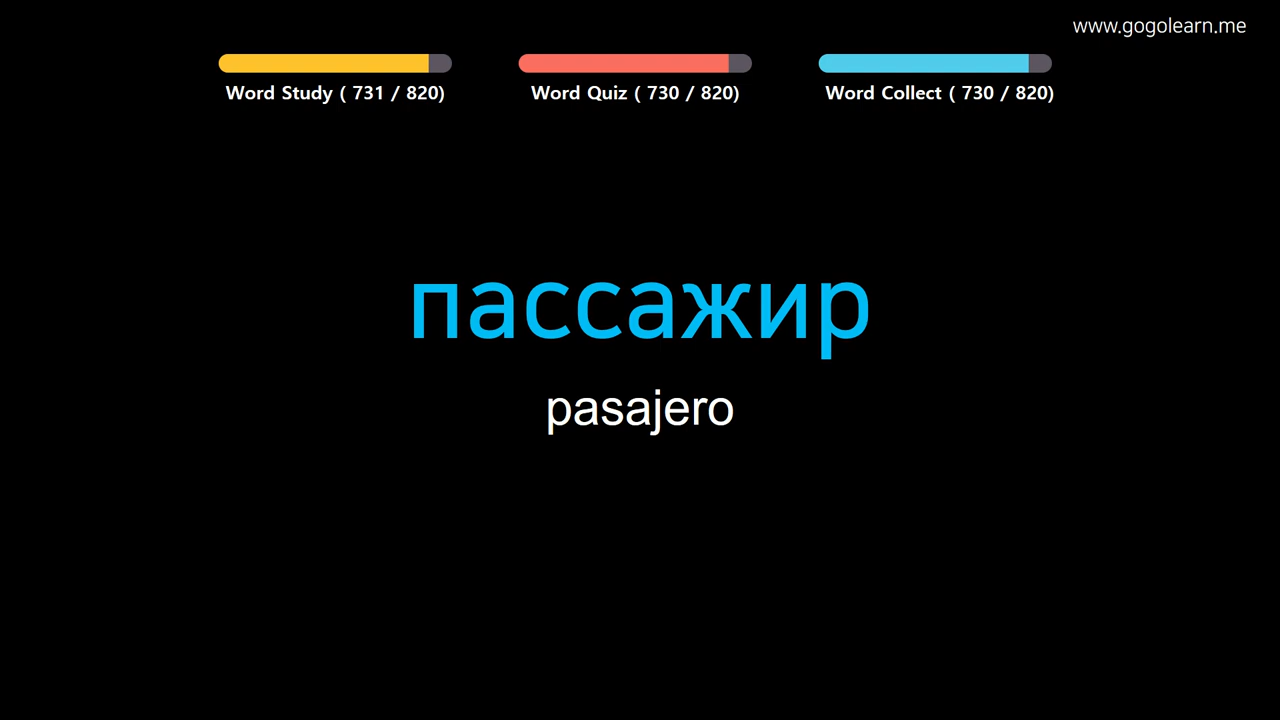 www.gogolearn.me
Word Study ( 731 / 820)
Word Quiz ( 730 / 820)
Word Collect ( 730 / 820)
пассажир
pasajero